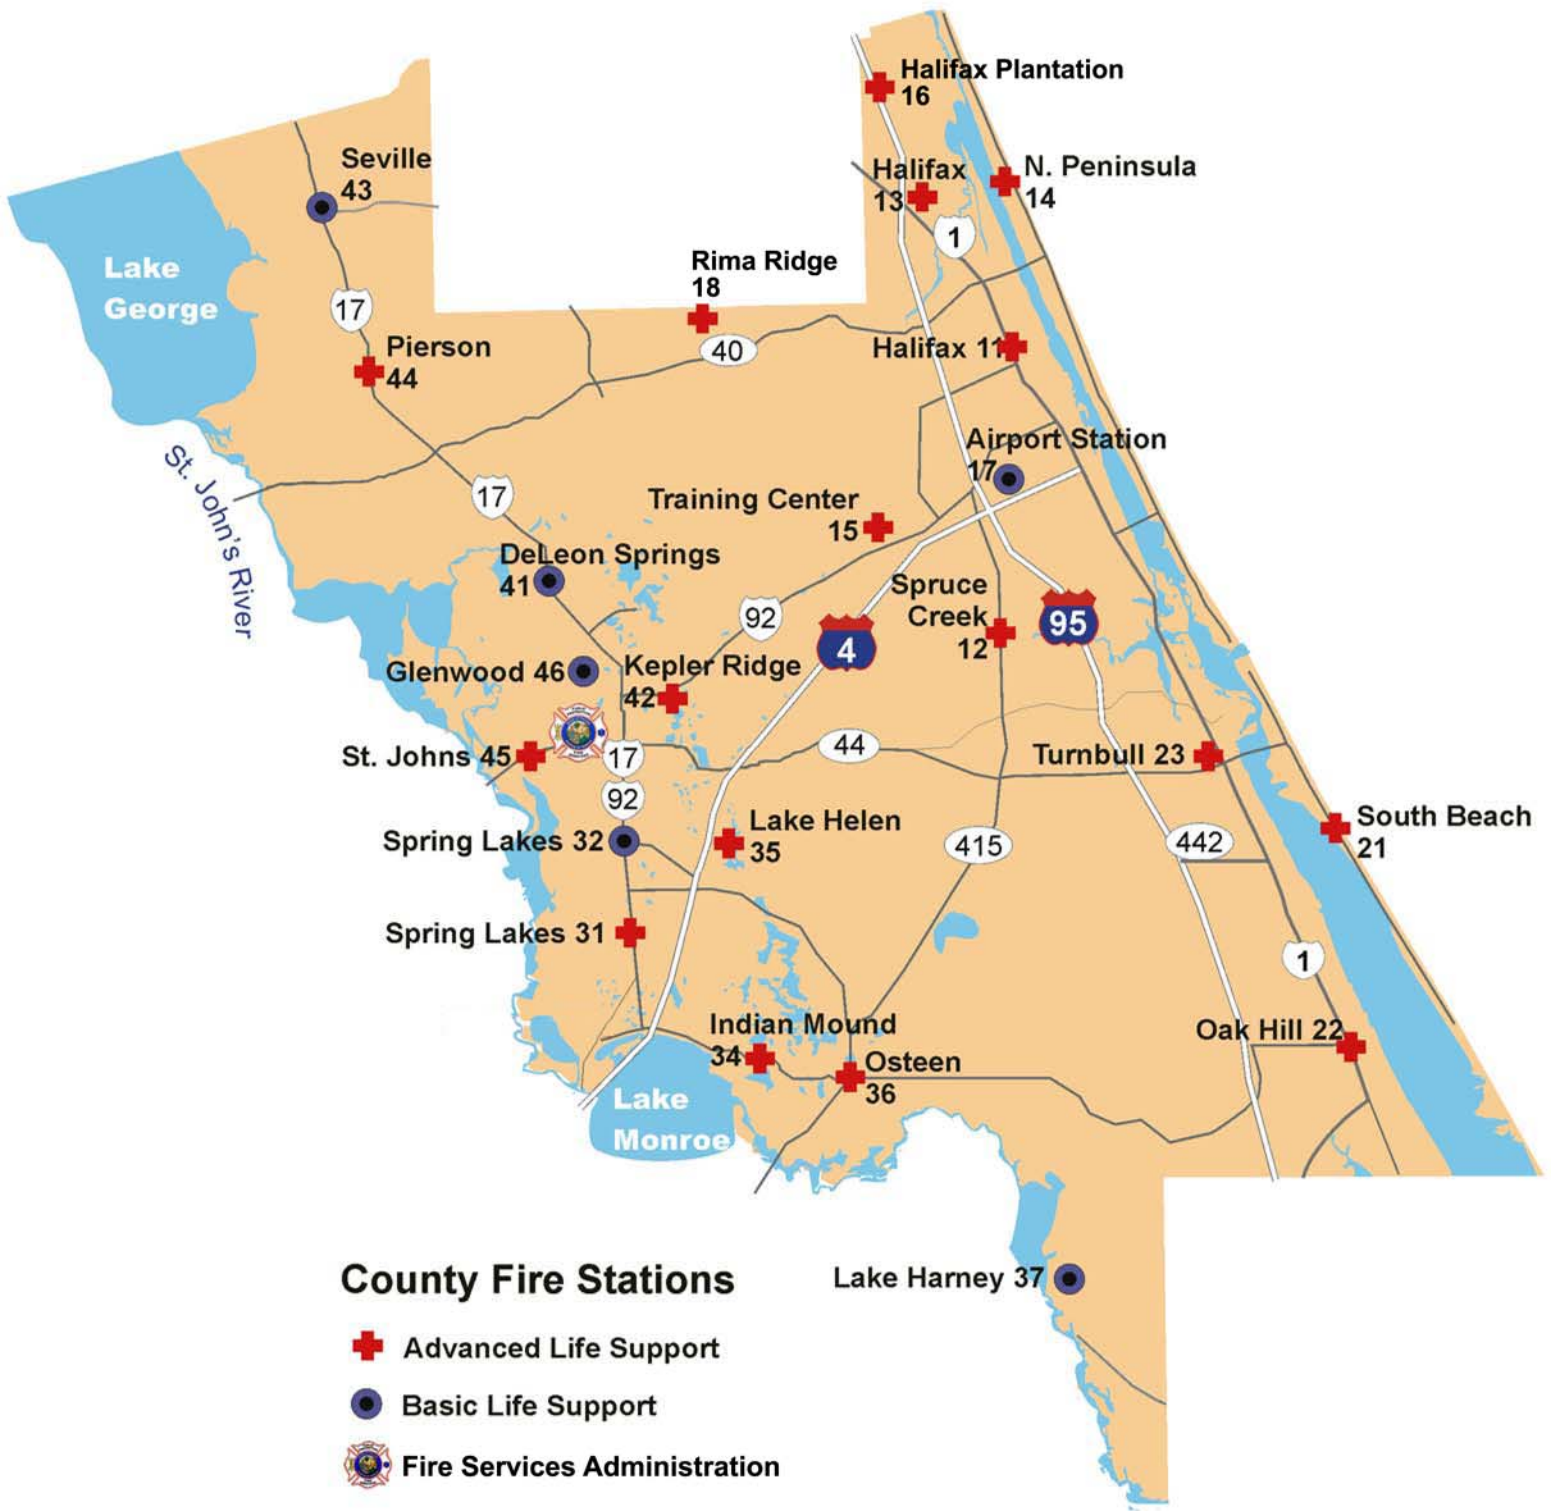 Halifax Plantation
16
Seville
43
Halifax
13
N. Peninsula
14
1
Lake
George
Rima Ridge
18
17
Pierson
44
40
Halifax 11
St. John's River
Airport Station
17
17
Training Center
15
DeLeon Springs
41
Spruce
Creek
12
92
4
95
Glenwood 46
Kepler Ridge
42
St. Johns 45
17
44
Turnbull 23
92
Spring Lakes 32
Lake Helen
35
415
442
South Beach
21
Spring Lakes 31
1
Indian Mound
34
Oak Hill 22
Osteen
36
Lake
Monroe
Lake Harney 37
County Fire Stations
Advanced Life Support
Basic Life Support
Fire Services Administration